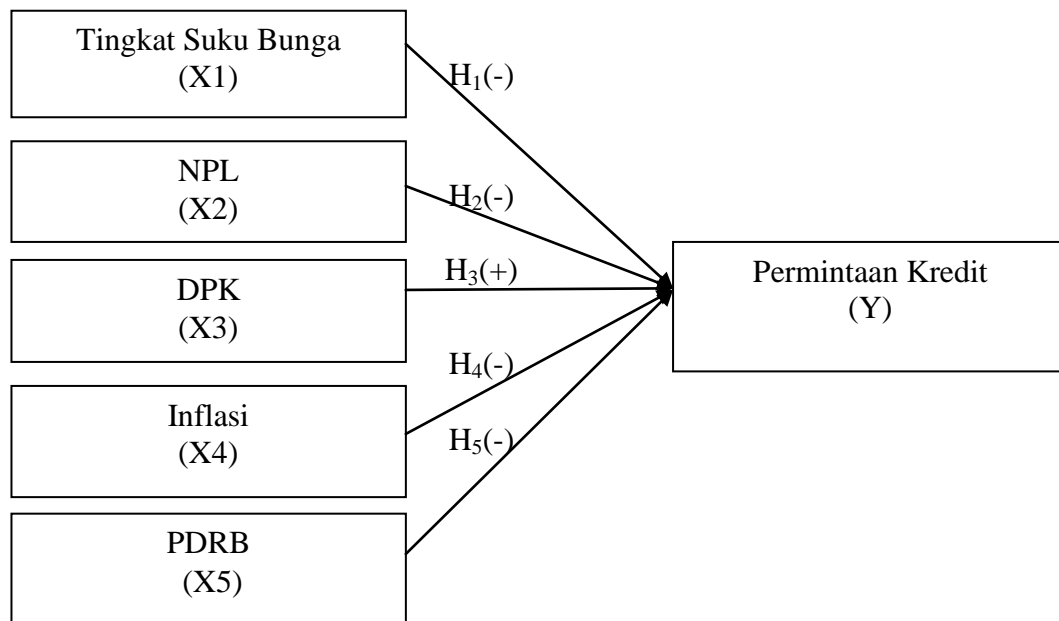 Tingkat Suku Bunga
(X1)
H₁(-)
NPL
(X2)
H₂(-)
DPK
(X3)
H₃(+)
Permintaan Kredit
(Y)
Inflasi
(X4)
H₄(-)
PDRB
(X5)
H₅(-)